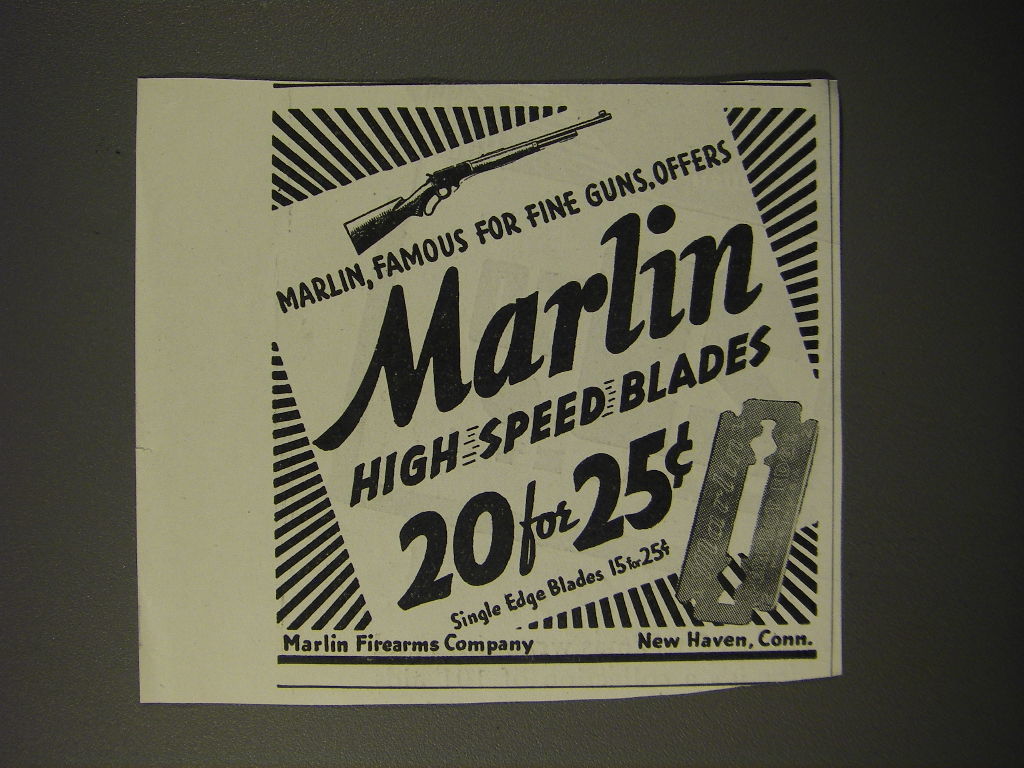 MARLIN, FAMOUS FOR FINE GUNS, OFFERS
Marlin
HIGH SPEED BLADES
20 for 25¢
Single Edge Blades 15 for 25¢
Marlin
Marlin Firearms Company
New Haven, Conn.